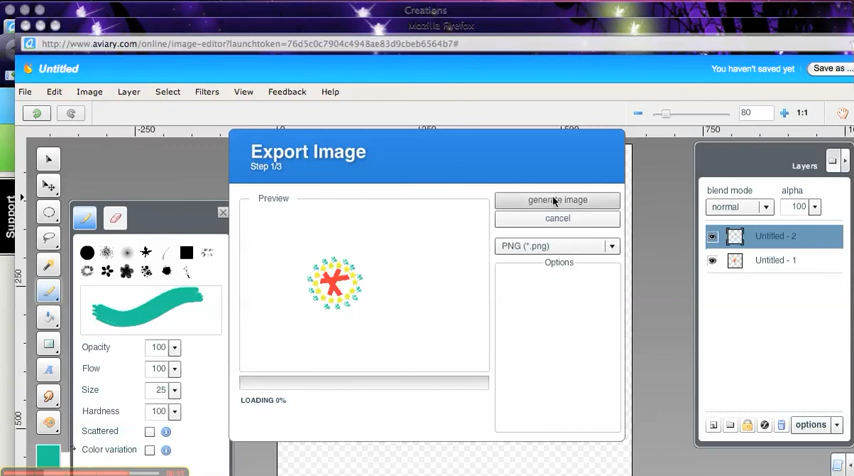 Creations
Mozilla Firefox
http://www.aviary.com/online/image-editor?launchtoken=76d5c0c7904c4948ae83d9cbeb6564b7#
Untitled
You haven't saved yet
Save as ...
File Edit Image Layer Select Filters View Feedback Help
80
1:1
-250
0
250
500
750
Export Image
Step 1/3
Preview
generate image
cancel
PNG (*.png)
Options
LOADING 0%
Layers
blend mode
alpha
normal
100
Untitled - 2
Untitled - 1
options
Support
250
500
Opacity 100
Flow 100
Size 25
Hardness 100
Scattered
Color variation